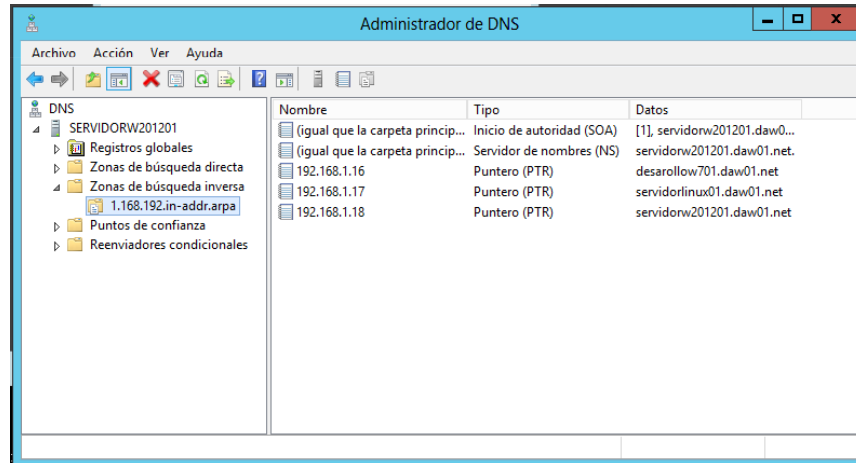 Administrador de DNS
Archivo Acción Ver Ayuda
DNS
SERVIDORW201201
Registros globales
Zonas de búsqueda directa
Zonas de búsqueda inversa
1.168.192.in-addr.arpa
Puntos de confianza
Reenviadores condicionales
Nombre Tipo Datos
(igual que la carpeta princip... Inicio de autoridad (SOA) [1], servidorw201201.daw0...
(igual que la carpeta princip... Servidor de nombres (NS) servidorw201201.daw01.net.
192.168.1.16 Puntero (PTR) desarollow701.daw01.net
192.168.1.17 Puntero (PTR) servidorlinux01.daw01.net
192.168.1.18 Puntero (PTR) servidorw201201.daw01.net